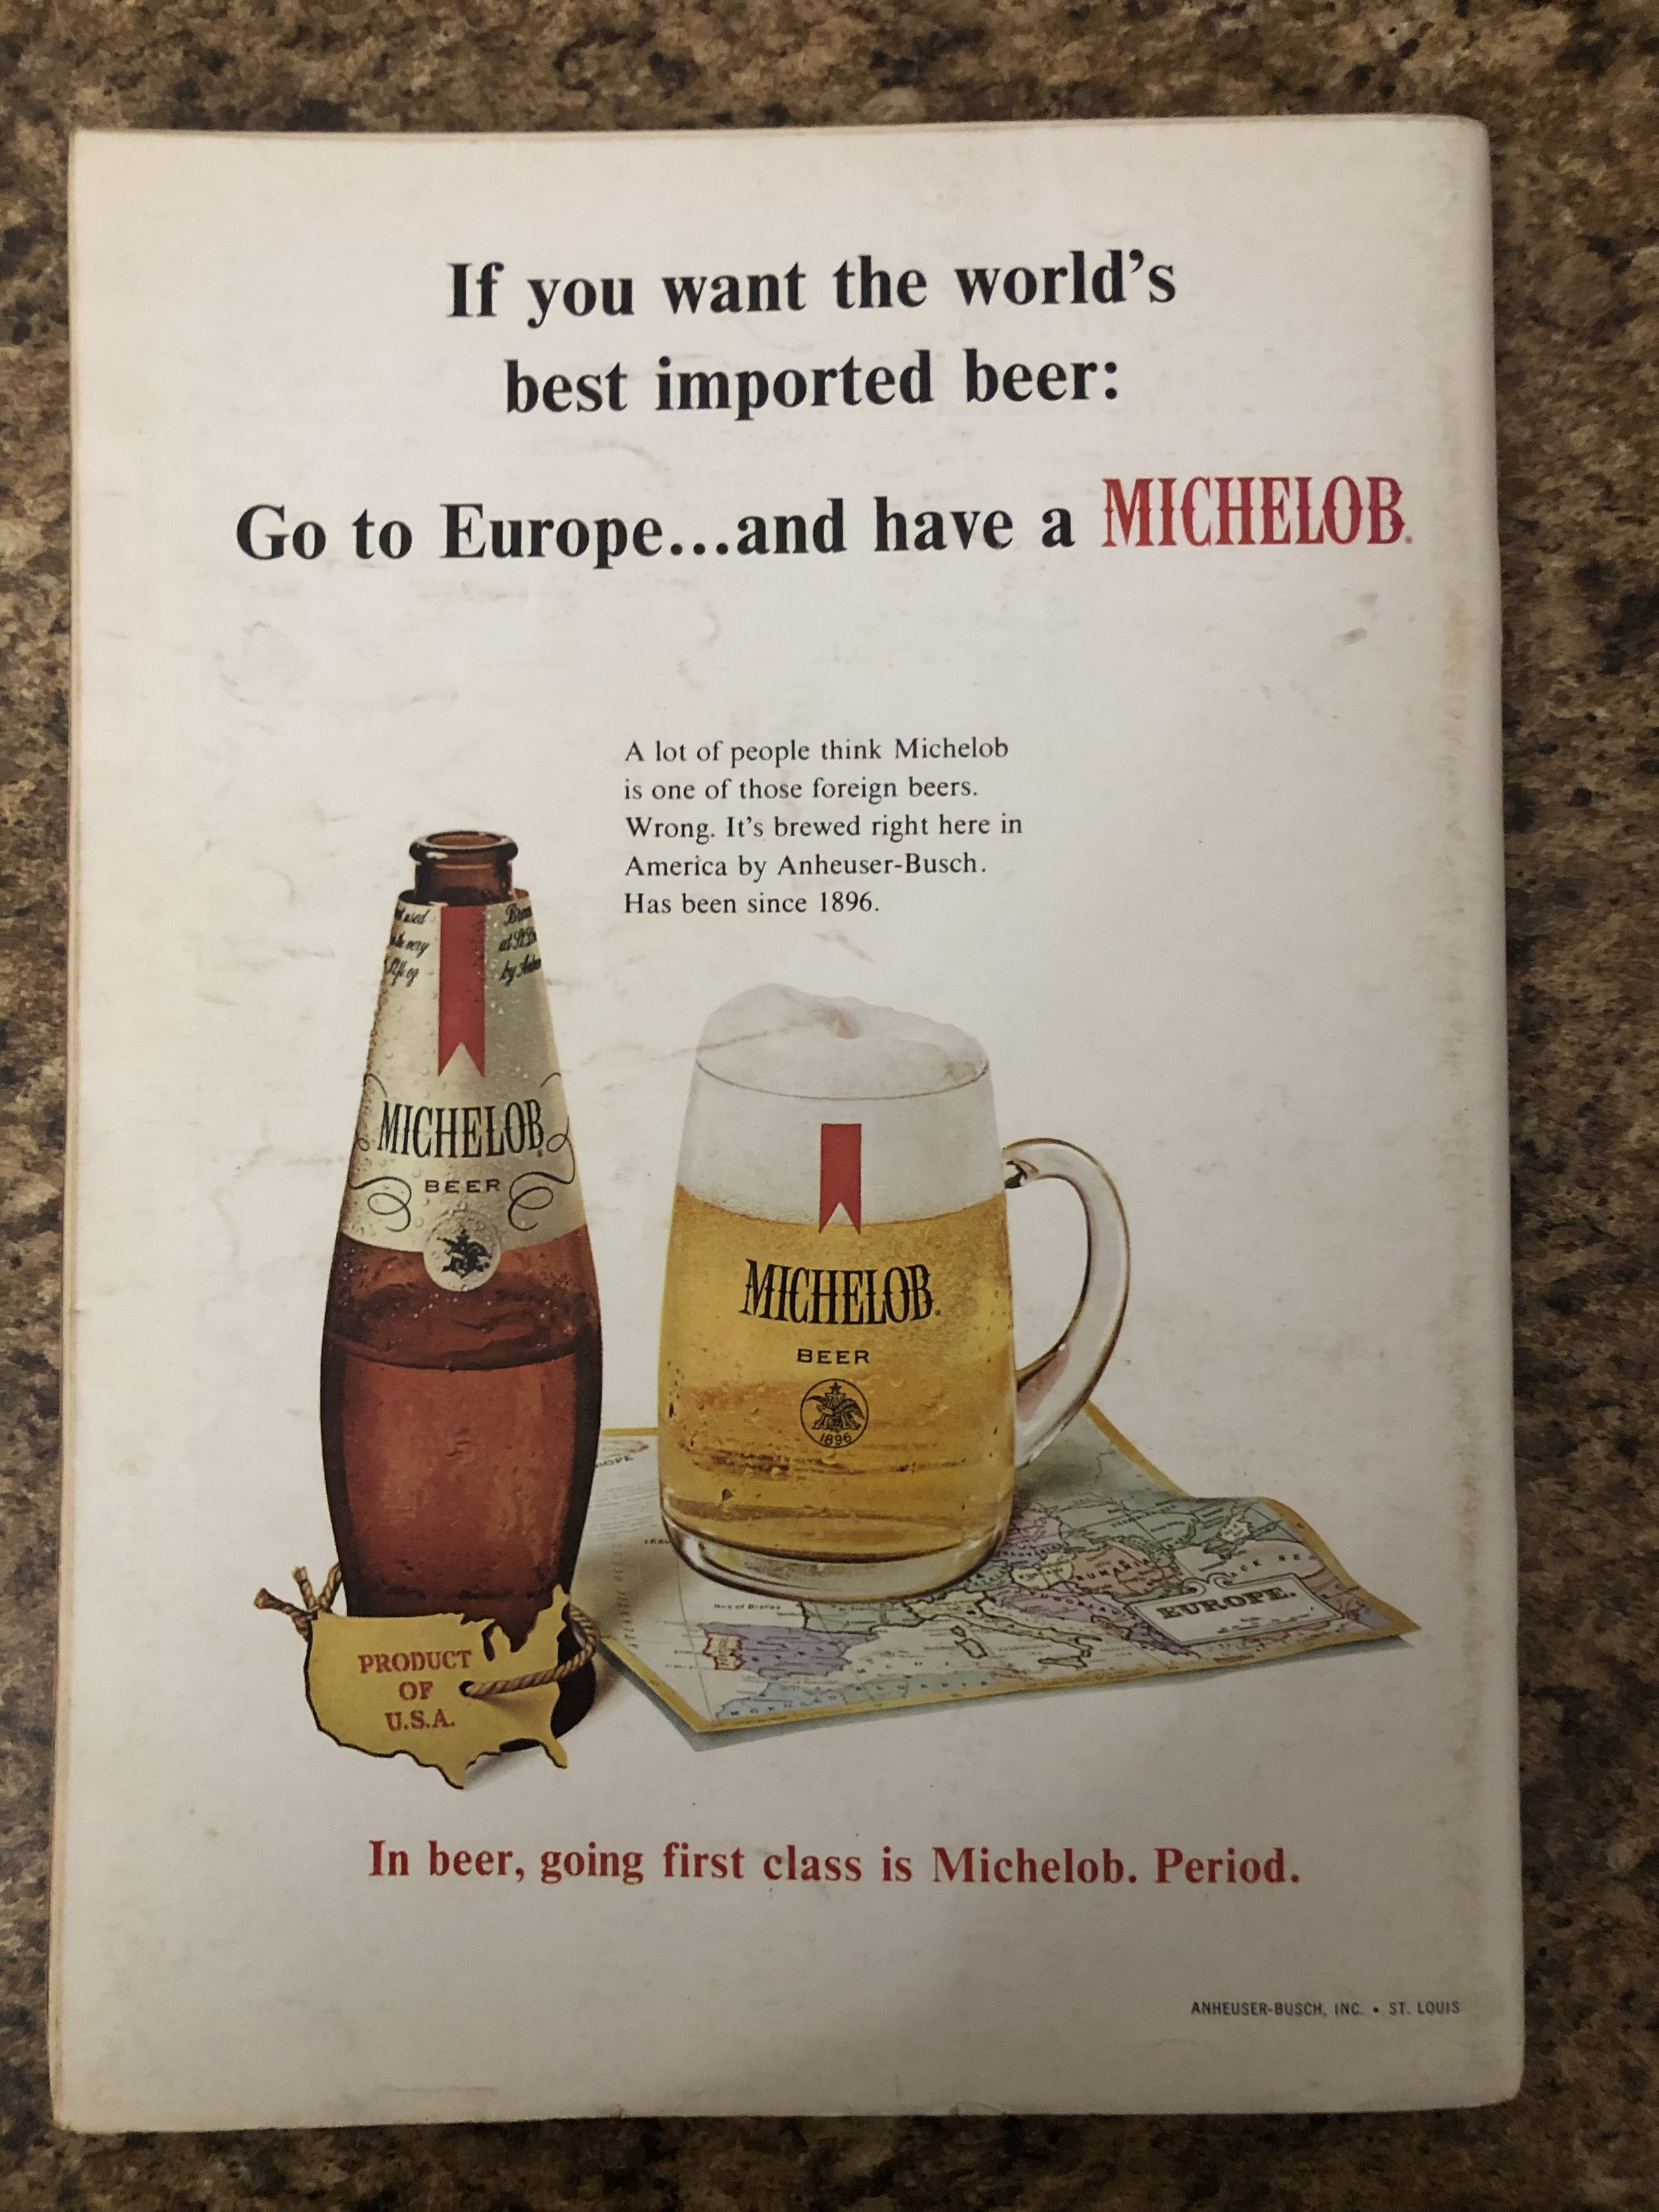 If you want the world's
best imported beer:
Go to Europe...and have a MICHELOB.
A lot of people think Michelob
is one of those foreign beers.
Wrong. It's brewed right here in
America by Anheuser-Busch.
Has been since 1896.
MICHELOB
BEER
MICHELOB
BEER
1896
EUROPE.
PRODUCT
OF
U.S.A.
In beer, going first class is Michelob. Period.
ANHEUSER-BUSCH, INC. • ST. LOUIS